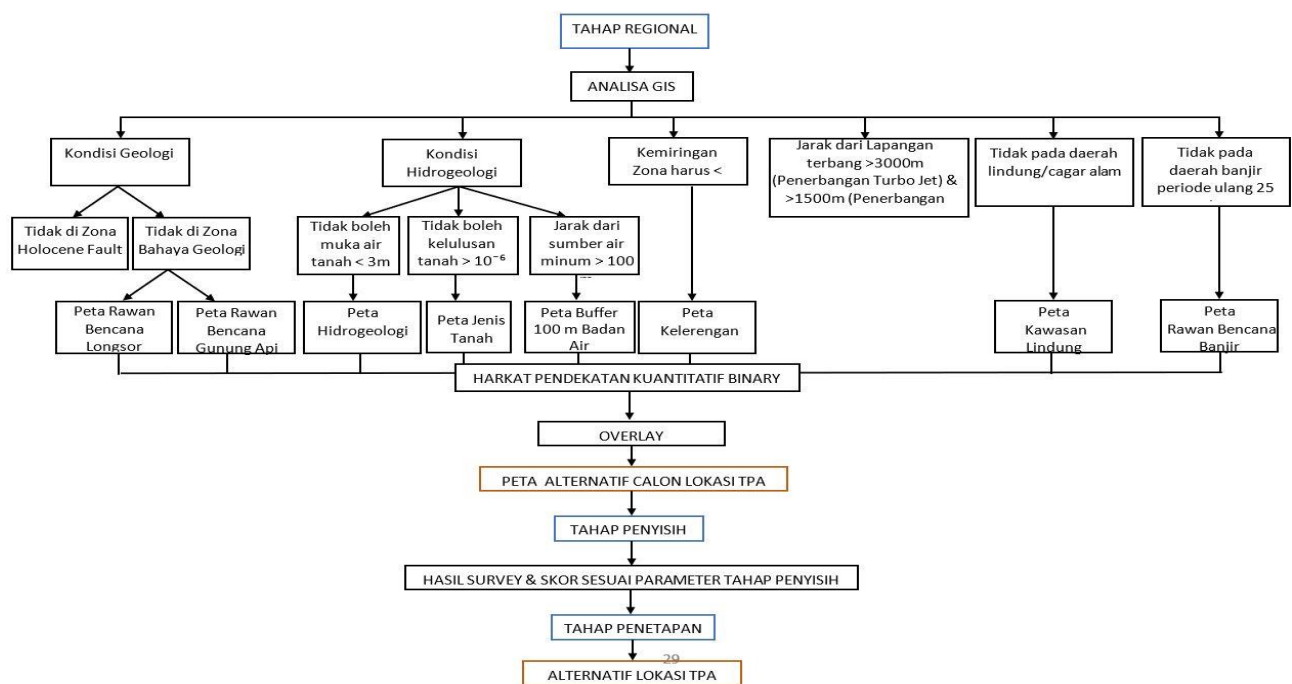 TAHAP REGIONAL
ANALISA GIS
Kondisi Geologi
Kondisi
Hidrogeologi
Kemiringan
Zona harus <
Jarak dari Lapangan
terbang >3000m
(Penerbangan Turbo Jet) &
>1500m (Penerbangan
Tidak pada daerah
lindung/cagar alam
Tidak pada
daerah banjir
periode ulang 25
Tidak di Zona
Holocene Fault
Tidak di Zona
Bahaya Geologi
Tidak boleh
muka air
tanah < 3m
Tidak boleh
kelulusan
tanah > 10⁻⁶
Jarak dari
sumber air
minum > 100
Peta Rawan
Bencana
Longsor
Peta Rawan
Bencana
Gunung Api
Peta
Hidrogeologi
Peta Jenis
Tanah
Peta Buffer
100 m Badan
Air
Peta
Kelerengan
Peta
Kawasan
Lindung
Peta
Rawan Bencana
Banjir
HARKAT PENDEKATAN KUANTITATIF BINARY
OVERLAY
PETA ALTERNATIF CALON LOKASI TPA
TAHAP PENYISIH
HASIL SURVEY & SKOR SESUAI PARAMETER TAHAP PENYISIH
TAHAP PENETAPAN
29
ALTERNATIF LOKASI TPA